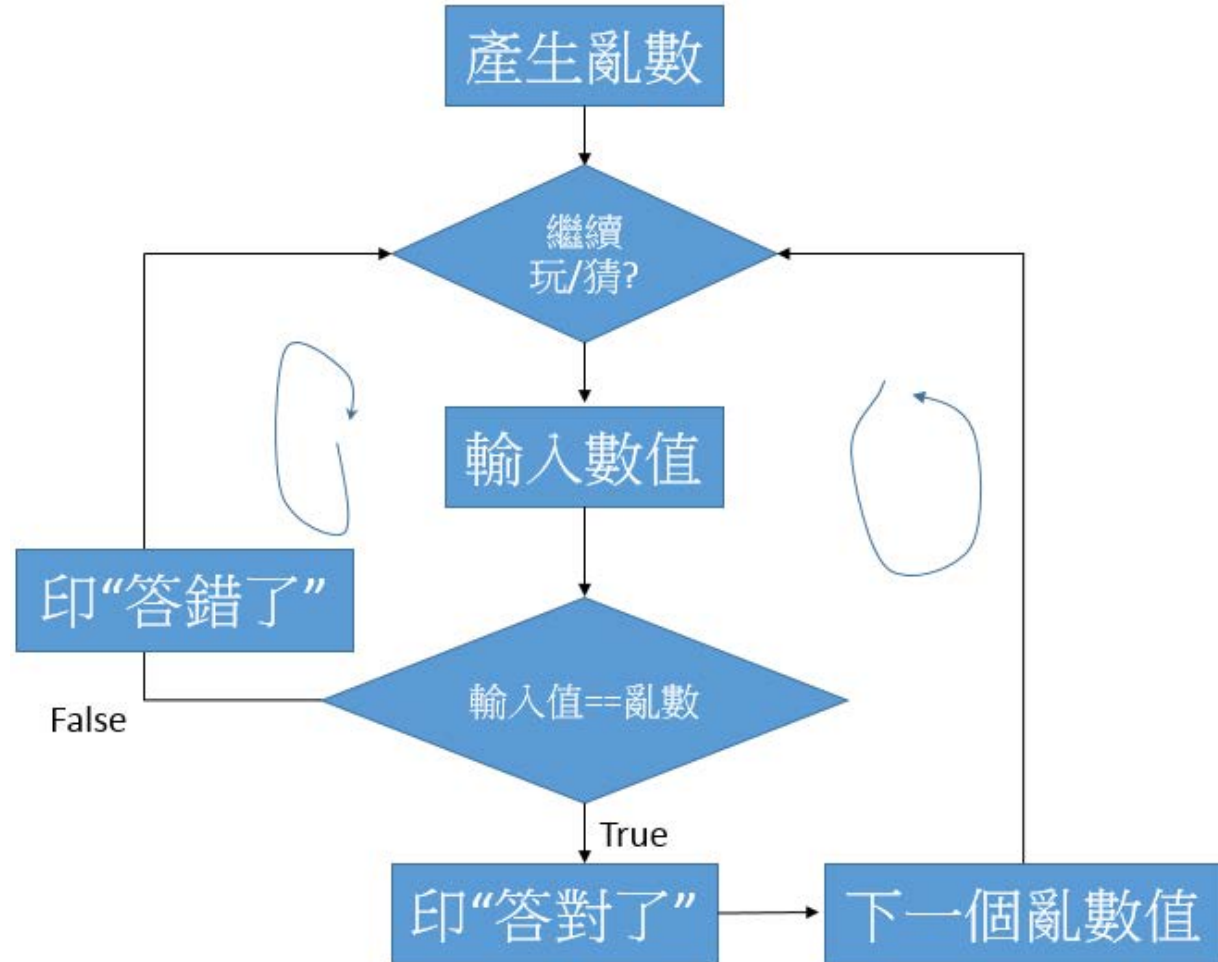 產生亂數
繼續
玩/猜?
輸入數值
印“答錯了”
輸入值==亂數
False
True
印“答對了”
下一個亂數值